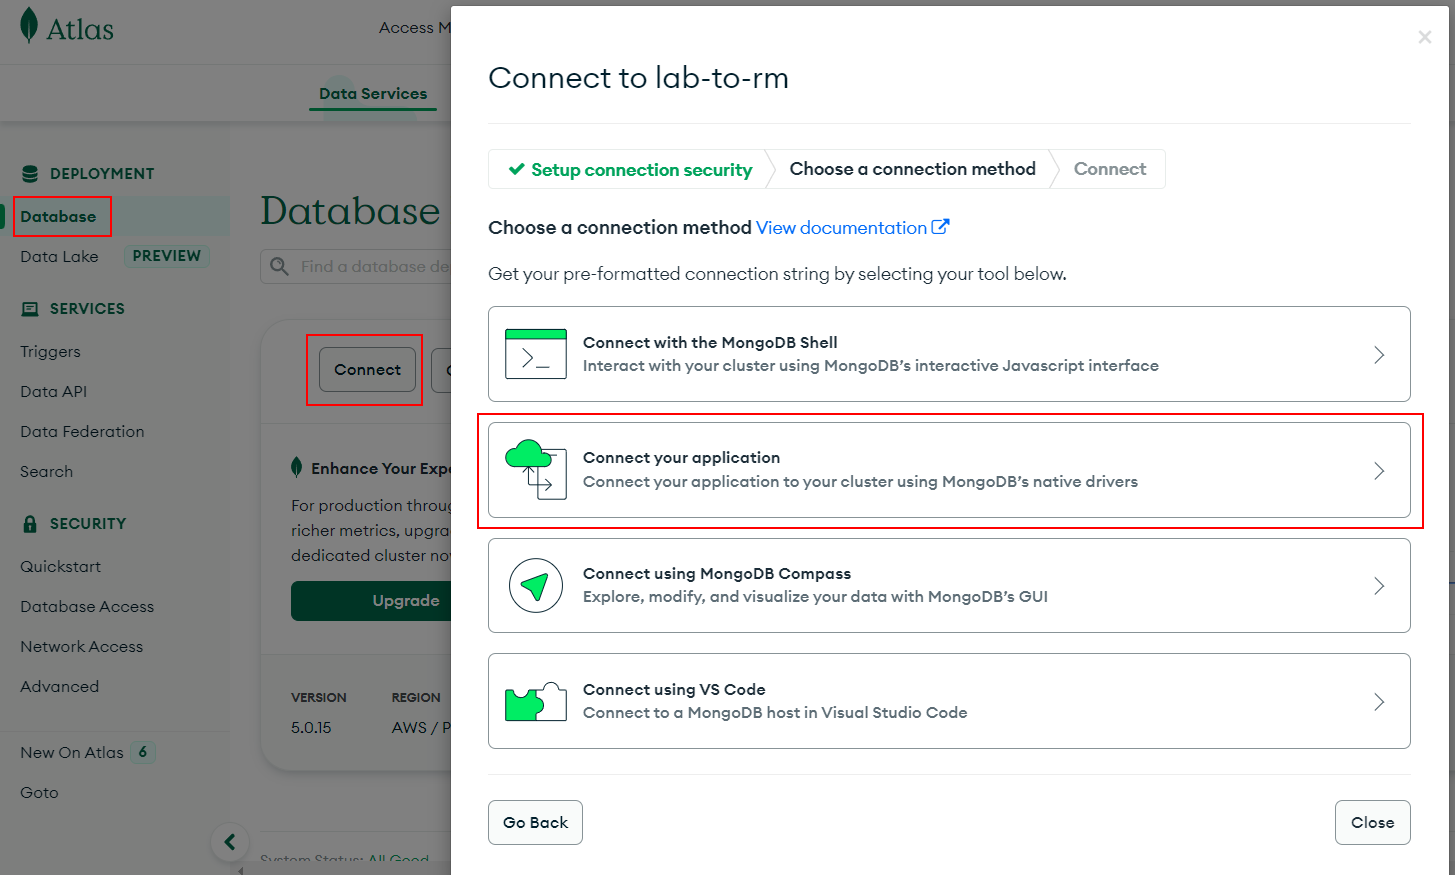 Atlas
Access M
Data Services
DEPLOYMENT
Database
Data Lake PREVIEW
SERVICES
Triggers
Data API
Data Federation
Search
SECURITY
Quickstart
Database Access
Network Access
Advanced
New On Atlas 6
Goto
Database
Find a database de
Connect
Enhance Your Expe
For production throug
richer metrics, upgra
dedicated cluster no
Upgrade
VERSION REGION
5.0.15 AWS / P
System Status: All Good
Connect to lab-to-rm
Setup connection security Choose a connection method Connect
Choose a connection method View documentation
Get your pre-formatted connection string by selecting your tool below.
Connect with the MongoDB Shell
Interact with your cluster using MongoDB’s interactive Javascript interface
Connect your application
Connect your application to your cluster using MongoDB’s native drivers
Connect using MongoDB Compass
Explore, modify, and visualize your data with MongoDB’s GUI
Connect using VS Code
Connect to a MongoDB host in Visual Studio Code
Go Back Close